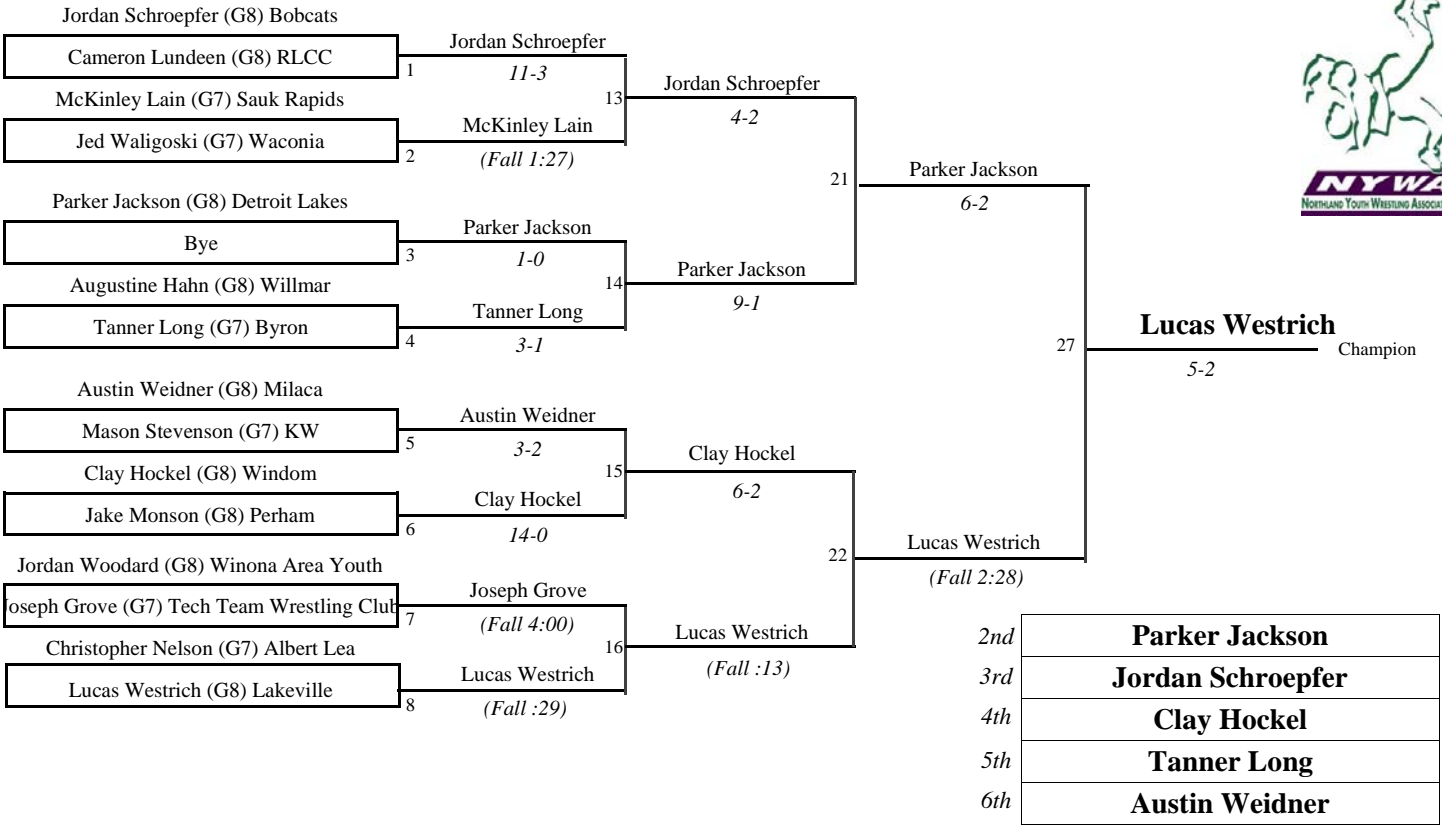 Jordan Schroepfer (G8) Bobcats
Cameron Lundeen (G8) RLCC
1
McKinley Lain (G7) Sauk Rapids
Jed Waligoski (G7) Waconia
2
Parker Jackson (G8) Detroit Lakes
Bye
3
Augustine Hahn (G8) Willmar
Tanner Long (G7) Byron
4
Austin Weidner (G8) Milaca
Mason Stevenson (G7) KW
5
Clay Hockel (G8) Windom
Jake Monson (G8) Perham
6
Jordan Woodard (G8) Winona Area Youth
Joseph Grove (G7) Tech Team Wrestling Club
7
Christopher Nelson (G7) Albert Lea
Lucas Westrich (G8) Lakeville
8
Jordan Schroepfer
11-3
13
McKinley Lain
(Fall 1:27)
Parker Jackson
1-0
14
Tanner Long
3-1
Austin Weidner
3-2
15
Clay Hockel
14-0
Joseph Grove
(Fall 4:00)
16
Lucas Westrich
(Fall :29)
Jordan Schroepfer
4-2
21
Parker Jackson
9-1
Clay Hockel
6-2
22
Lucas Westrich
(Fall :13)
Parker Jackson
6-2
27
Lucas Westrich
(Fall 2:28)
Lucas Westrich
Champion
5-2
NYWA
NORTHLAND YOUTH WRESTLING
2nd Parker Jackson
3rd Jordan Schroepfer
4th Clay Hockel
5th Tanner Long
6th Austin Weidner